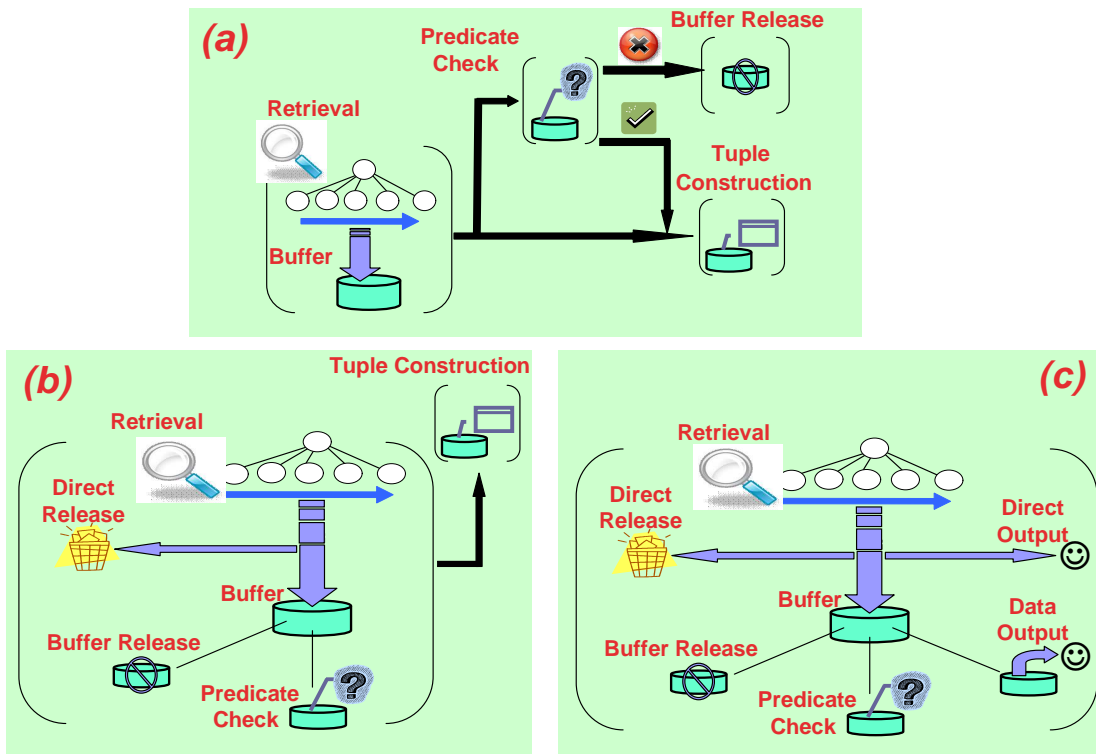 (a)
Buffer Release
Predicate
Check
?
Retrieval
Tuple
Construction
Buffer
(b)
Tuple Construction
Retrieval
Direct
Release
Buffer
Buffer Release
Predicate
Check
?
(c)
Retrieval
Direct
Release
Direct
Output
Buffer
Data
Output
Buffer Release
Predicate
Check
?